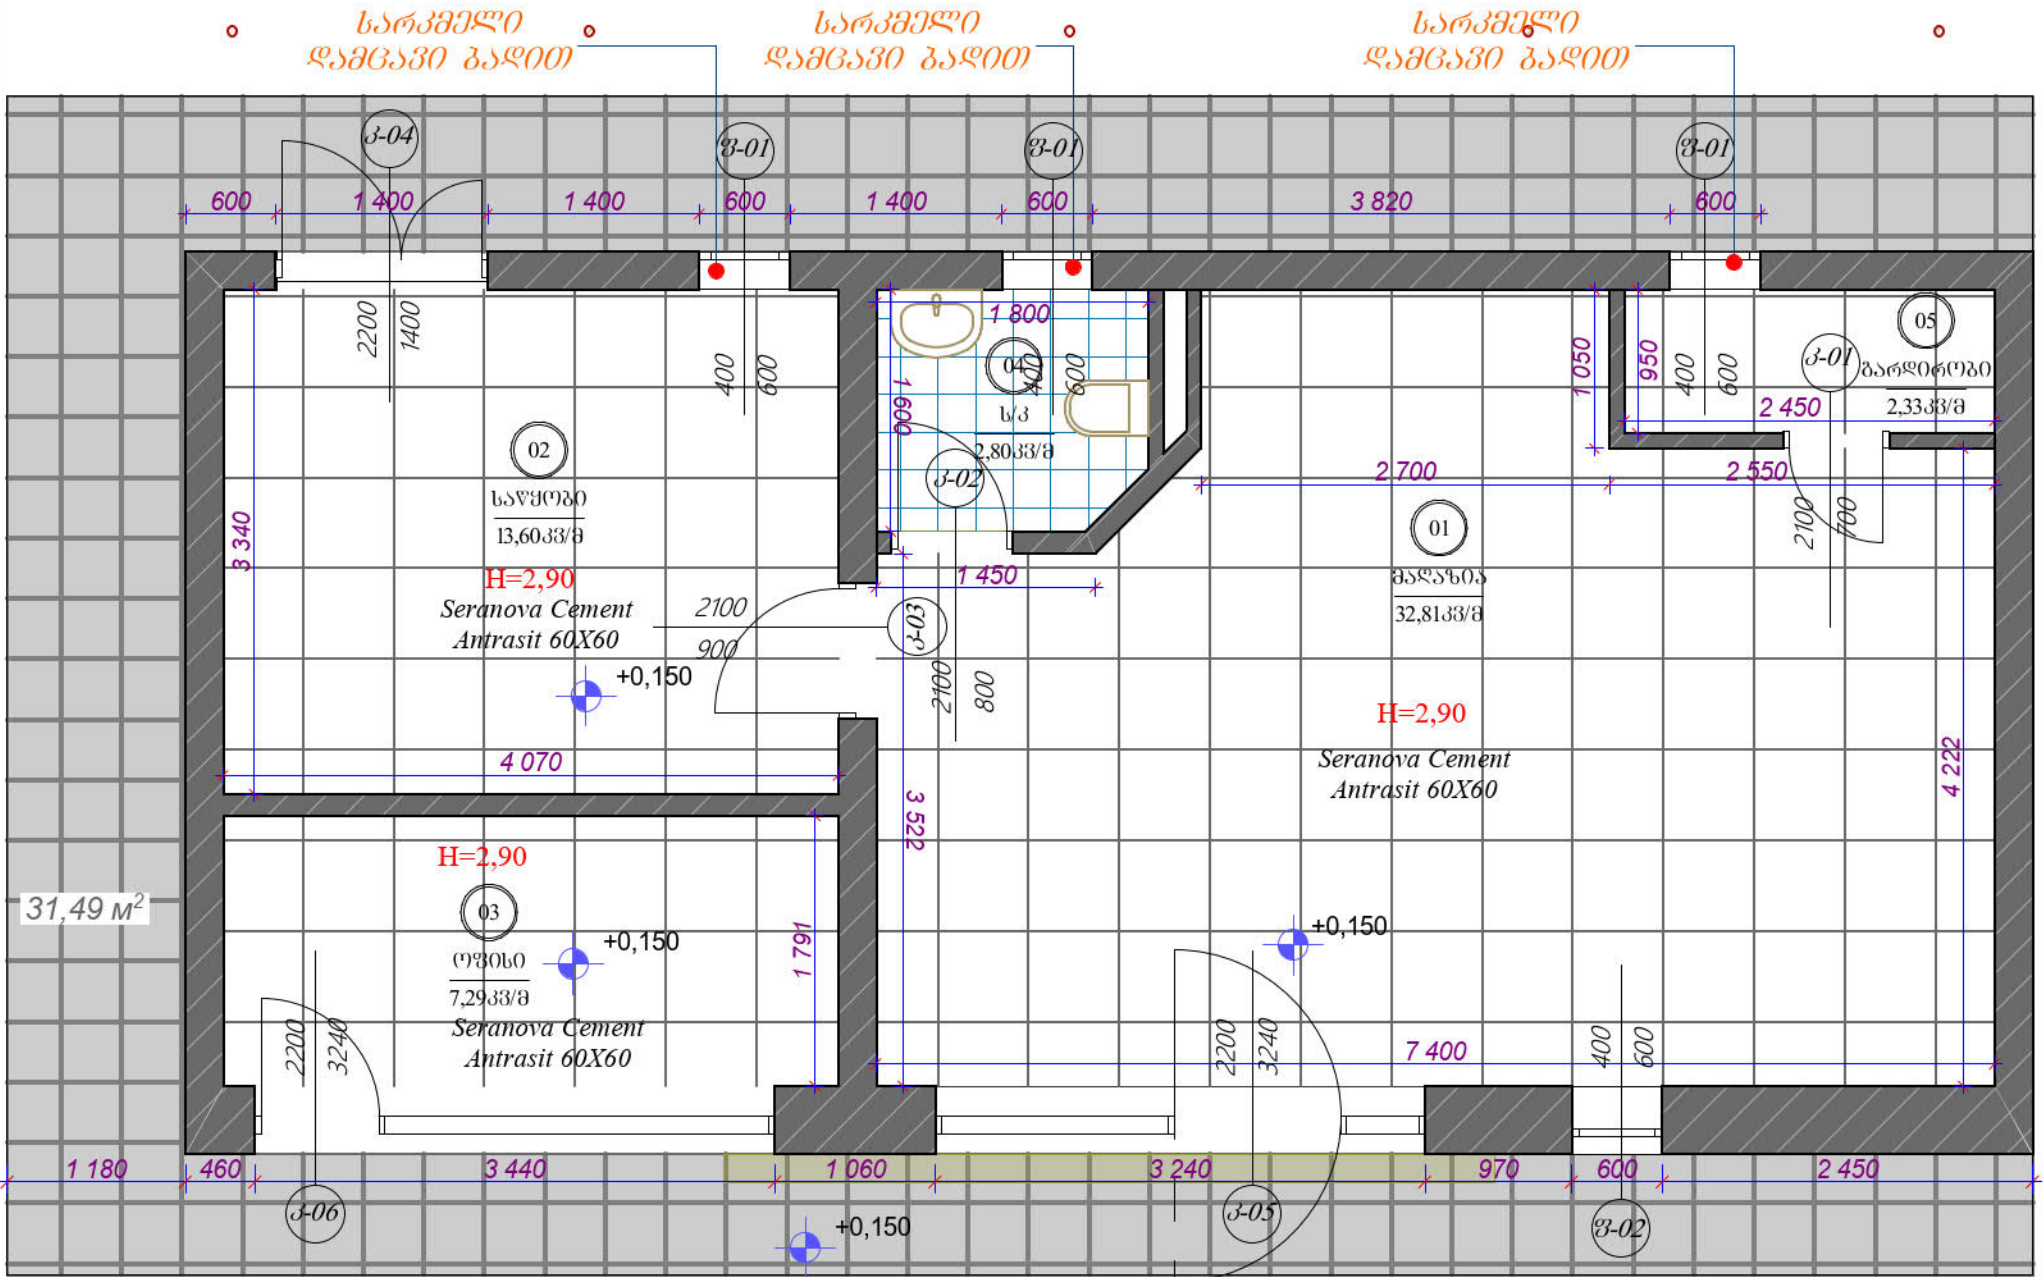 სარკმელი
დამცავი ბადით
სარკმელი
დამცავი ბადით
სარკმელი
დამცავი ბადით
კ-04
ფ-01
ფ-01
ფ-01
600
1 400
1 400
600
1 400
600
3 820
600
2200
1400
400
600
1 800
04
400
600
ს/კ
2,80კვ/მ
1 600
კ-02
1 050
950
400
600
კ-01
05
გარდირობი
2,33კვ/მ
2 450
2 700
2 550
2100
700
02
საწყობი
13,60კვ/მ
H=2,90
Seranova Cement
Antrasit 60X60
3 340
+0,150
4 070
2100
900
კ-03
1 450
2100
800
01
მაღაზია
32,81კვ/მ
H=2,90
Seranova Cement
Antrasit 60X60
4 222
3 522
31,49 м²
H=2,90
03
ოფისი
7,29კვ/მ
Seranova Cement
Antrasit 60X60
+0,150
1 791
2200
3240
+0,150
2200
3240
7 400
400
600
1 180
460
3 440
1 060
3 240
970
600
2 450
კ-06
+0,150
კ-05
ფ-02